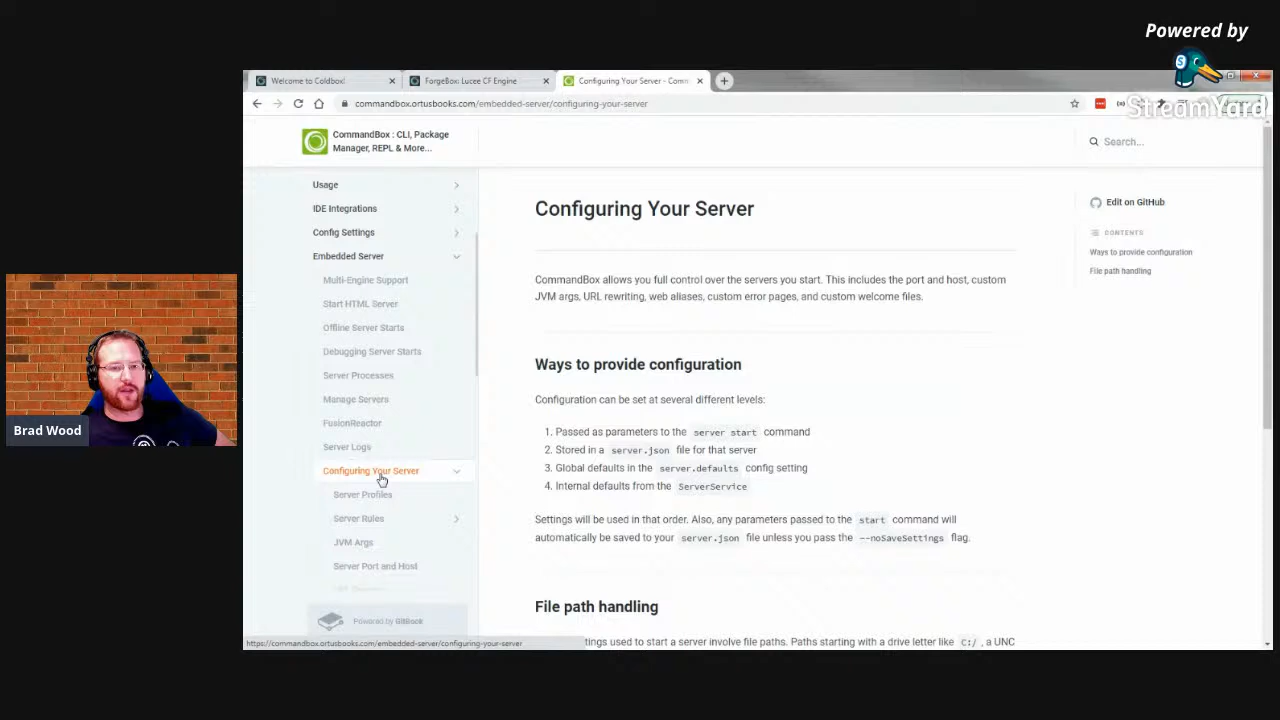 Powered by
StreamYard
Welcome to Coldbox!
ForgeBox: Lucee CF Engine
Configuring Your Server - Comm
commandbox.ortusbooks.com/embedded-server/configuring-your-server
CommandBox : CLI, Package
Manager, REPL & More...
Search...
Usage
IDE Integrations
Config Settings
Embedded Server
Multi-Engine Support
Start HTML Server
Offline Server Starts
Debugging Server Starts
Server Processes
Manage Servers
FusionReactor
Server Logs
Configuring Your Server
Server Profiles
Server Rules
JVM Args
Server Port and Host
Powered by GitBook
https://commandbox.ortusbooks.com/embedded-server/configuring-your-server
Configuring Your Server
CommandBox allows you full control over the servers you start. This includes the port and host, custom
JVM args, URL rewriting, web aliases, custom error pages, and custom welcome files.
Ways to provide configuration
Configuration can be set at several different levels:
1. Passed as parameters to the server start command
2. Stored in a server.json file for that server
3. Global defaults in the server.defaults config setting
4. Internal defaults from the ServerService
Settings will be used in that order. Also, any parameters passed to the start command will
automatically be saved to your server.json file unless you pass the --noSaveSettings flag.
File path handling
tings used to start a server involve file paths. Paths starting with a drive letter like C:/ , a UNC
Edit on GitHub
CONTENTS
Ways to provide configuration
File path handling
Brad Wood